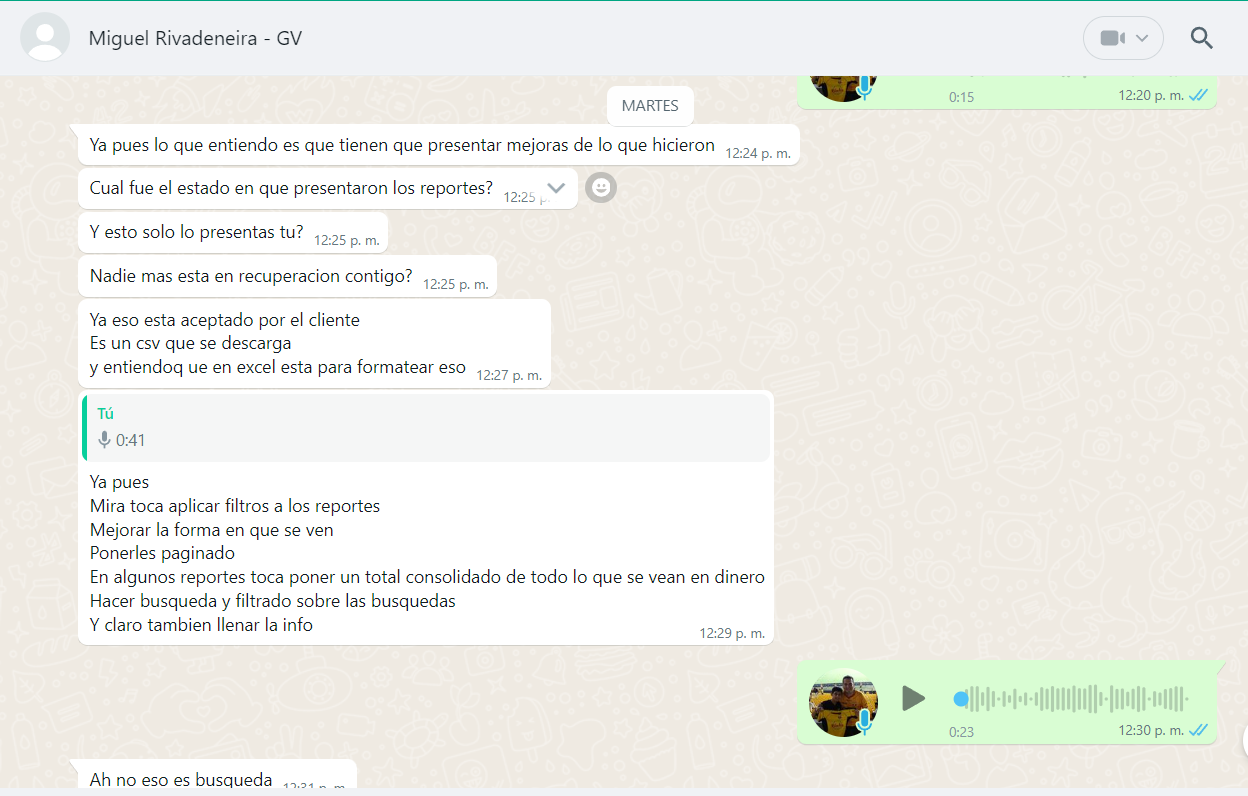 Miguel Rivadeneira - GV
0:15
12:20 p. m.
MARTES
Ya pues lo que entiendo es que tienen que presentar mejoras de lo que hicieron
12:24 p. m.
Cual fue el estado en que presentaron los reportes?
12:25 p.
Y esto solo lo presentas tu?
12:25 p. m.
Nadie mas esta en recuperacion contigo?
12:25 p. m.
Ya eso esta aceptado por el cliente
Es un csv que se descarga
y entiendoq ue en excel esta para formatear eso
12:27 p. m.
Tú
0:41
Ya pues
Mira toca aplicar filtros a los reportes
Mejorar la forma en que se ven
Ponerles paginado
En algunos reportes toca poner un total consolidado de todo lo que se vean en dinero
Hacer busqueda y filtrado sobre las busquedas
Y claro tambien llenar la info
12:29 p. m.
0:23
12:30 p. m.
Ah no eso es busqueda
12:31 p. m.